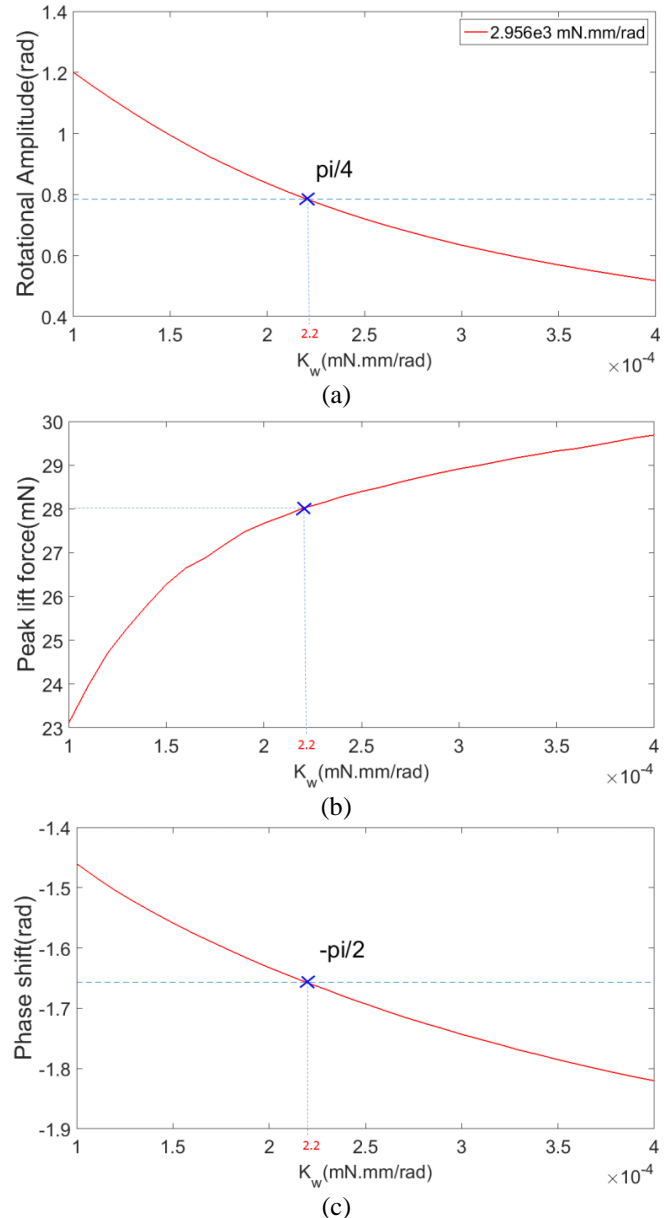 1.4
2.956e3 mN.mm/rad
1.2
1
pi/4
0.8
0.6
0.4
Rotational Amplitude(rad)
1 1.5 2 2.2 2.5 3 3.5 4
K_w(mN.mm/rad)
×10^-4
(a)
30
29
28
27
26
25
24
23
Peak lift force(mN)
1 1.5 2 2.2 2.5 3 3.5 4
K_w(mN.mm/rad)
×10^-4
(b)
-1.4
-1.5
-pi/2
-1.6
-1.7
-1.8
-1.9
Phase shift(rad)
1 1.5 2 2.2 2.5 3 3.5 4
K_w(mN.mm/rad)
×10^-4
(c)